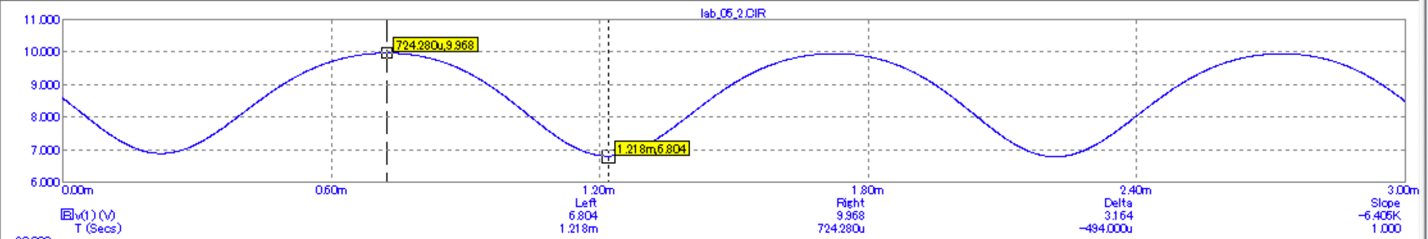 lab_05_2.CIR
11.000
10.000
9.000
8.000
7.000
6.000
724.280u,9.968
1.218m,6.804
0.00m 0.60m 1.20m 1.80m 2.40m 3.00m
Left Right Delta Slope
v(1) (V) 6.804 9.968 3.164 -6.405K
T (Secs) 1.218m 724.280u -494.000u 1.000